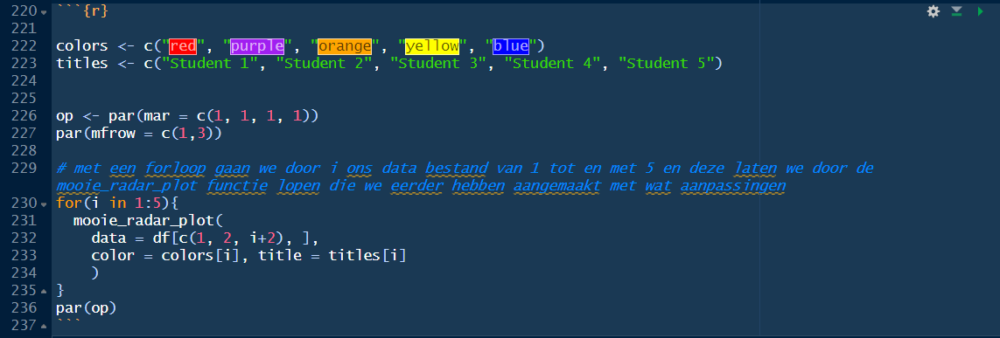 220 ```{r}
221
222 colors <- c("red", "purple", "orange", "yellow" , "blue")
223 titles <- c("Student 1", "Student 2", "Student 3", "Student 4", "Student 5")
224
225
226 op <- par(mar = c(1, 1, 1, 1))
227 par(mfrow = c(1,3))
228
229 # met een forloop gaan we door i ons data bestand van 1 tot en met 5 en deze laten we door de
mooie_radar_plot functie lopen die we eerder hebben aangemaakt met wat aanpassingen
230 for(i in 1:5){
231   mooie_radar_plot(
232     data = df[c(1, 2, i+2), ],
233     color = colors[i], title = titles[i]
234     )
235 }
236 par(op)
237 ```